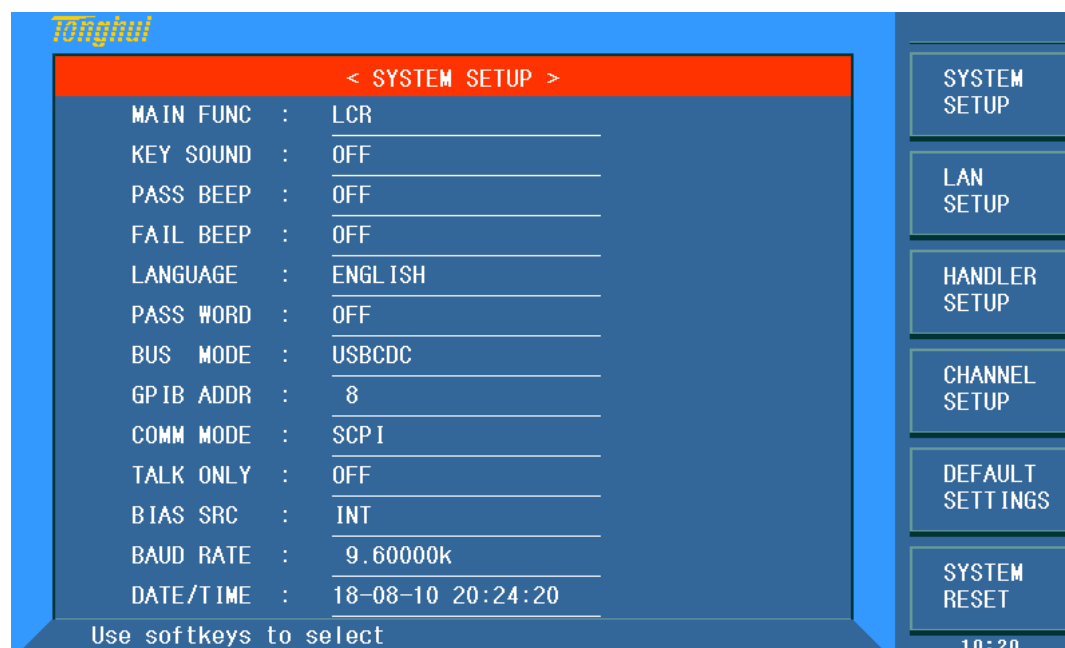 Tonghui
< SYSTEM SETUP >
MAIN FUNC : LCR
KEY SOUND : OFF
PASS BEEP : OFF
FAIL BEEP : OFF
LANGUAGE : ENGLISH
PASS WORD : OFF
BUS MODE : USBCDC
GPIB ADDR : 8
COMM MODE : SCPI
TALK ONLY : OFF
BIAS SRC : INT
BAUD RATE : 9.60000k
DATE/TIME : 18-08-10 20:24:20
Use softkeys to select
SYSTEM
SETUP
LAN
SETUP
HANDLER
SETUP
CHANNEL
SETUP
DEFAULT
SETTINGS
SYSTEM
RESET